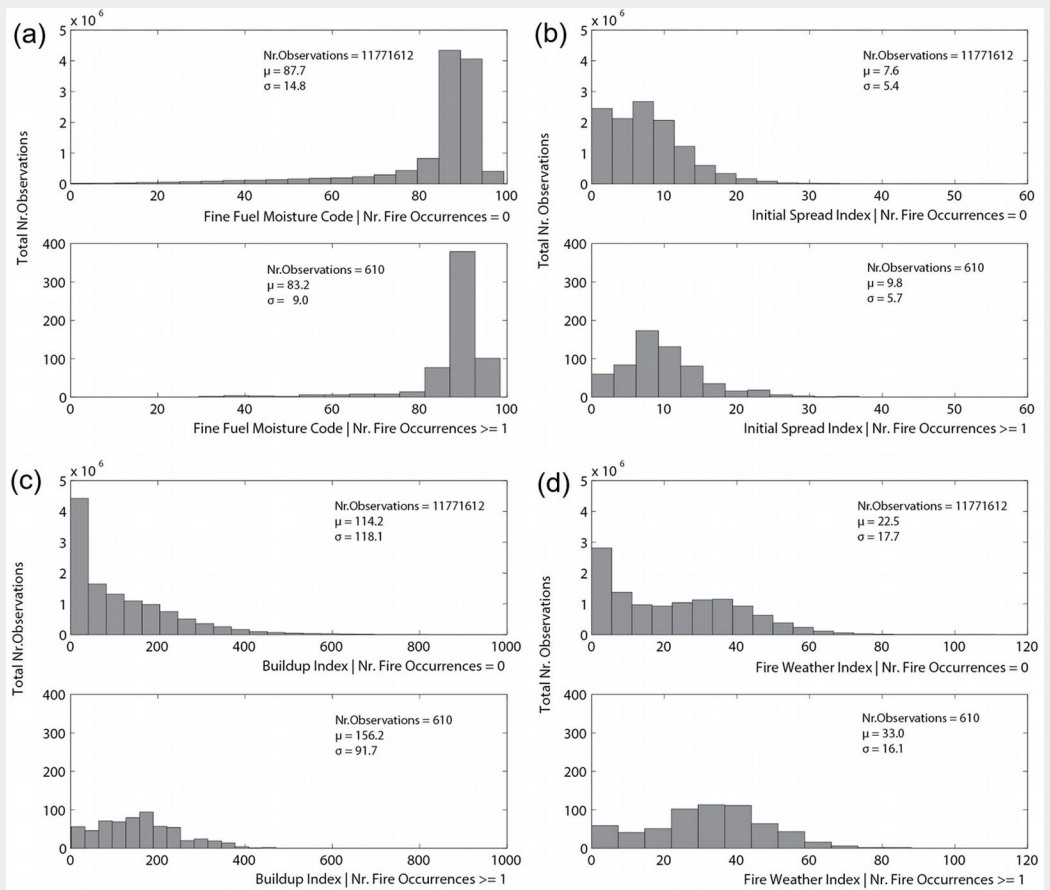 (a)
x 10 6
5
4
3
2
1
0
Nr.Observations = 11771612
μ = 87.7
σ = 14.8
0 20 40 60 80 100
Fine Fuel Moisture Code | Nr. Fire Occurrences = 0
Total Nr.Observations
400
300
200
100
0
Nr.Observations = 610
μ = 83.2
σ = 9.0
0 20 40 60 80 100
Fine Fuel Moisture Code | Nr. Fire Occurrences >= 1
(b)
x 10 6
5
4
3
2
1
0
Nr.Observations = 11771612
μ = 7.6
σ = 5.4
0 10 20 30 40 50 60
Initial Spread Index | Nr. Fire Occurrences = 0
Total Nr. Observations
400
300
200
100
0
Nr.Observations = 610
μ = 9.8
σ = 5.7
0 10 20 30 40 50 60
Initial Spread Index | Nr. Fire Occurrences >= 1
(c)
x 10 6
5
4
3
2
1
0
Nr.Observations = 11771612
μ = 114.2
σ = 118.1
0 200 400 600 800 1000
Buildup Index | Nr. Fire Occurrences = 0
Total Nr.Observations
400
300
200
100
0
Nr.Observations = 610
μ = 156.2
σ = 91.7
0 200 400 600 800 1000
Buildup Index | Nr. Fire Occurrences >= 1
(d)
x 10 6
5
4
3
2
1
0
Nr.Observations = 11771612
μ = 22.5
σ = 17.7
0 20 40 60 80 100 120
Fire Weather Index | Nr. Fire Occurrences = 0
Total Nr. Observations
400
300
200
100
0
Nr.Observations = 610
μ = 33.0
σ = 16.1
0 20 40 60 80 100 120
Fire Weather Index | Nr. Fire Occurrences >= 1